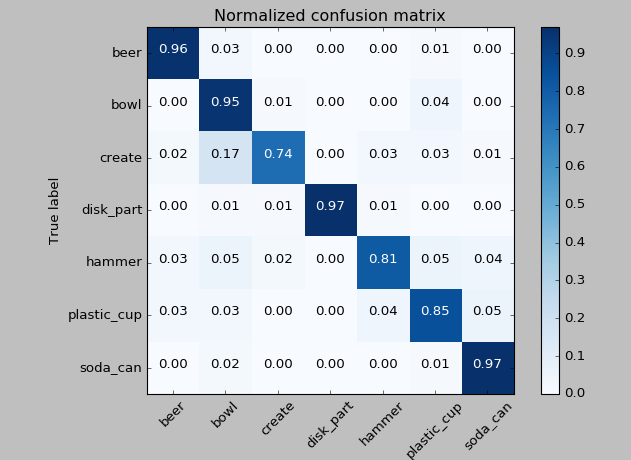 Normalized confusion matrix
beer 0.96 0.03 0.00 0.00 0.00 0.01 0.00
bowl 0.00 0.95 0.01 0.00 0.00 0.04 0.00
create 0.02 0.17 0.74 0.00 0.03 0.03 0.01
disk_part 0.00 0.01 0.01 0.97 0.01 0.00 0.00
hammer 0.03 0.05 0.02 0.00 0.81 0.05 0.04
plastic_cup 0.03 0.03 0.00 0.00 0.04 0.85 0.05
soda_can 0.00 0.02 0.00 0.00 0.00 0.01 0.97
True label
beer bowl create disk_part hammer plastic_cup soda_can
0.9
0.8
0.7
0.6
0.5
0.4
0.3
0.2
0.1
0.0